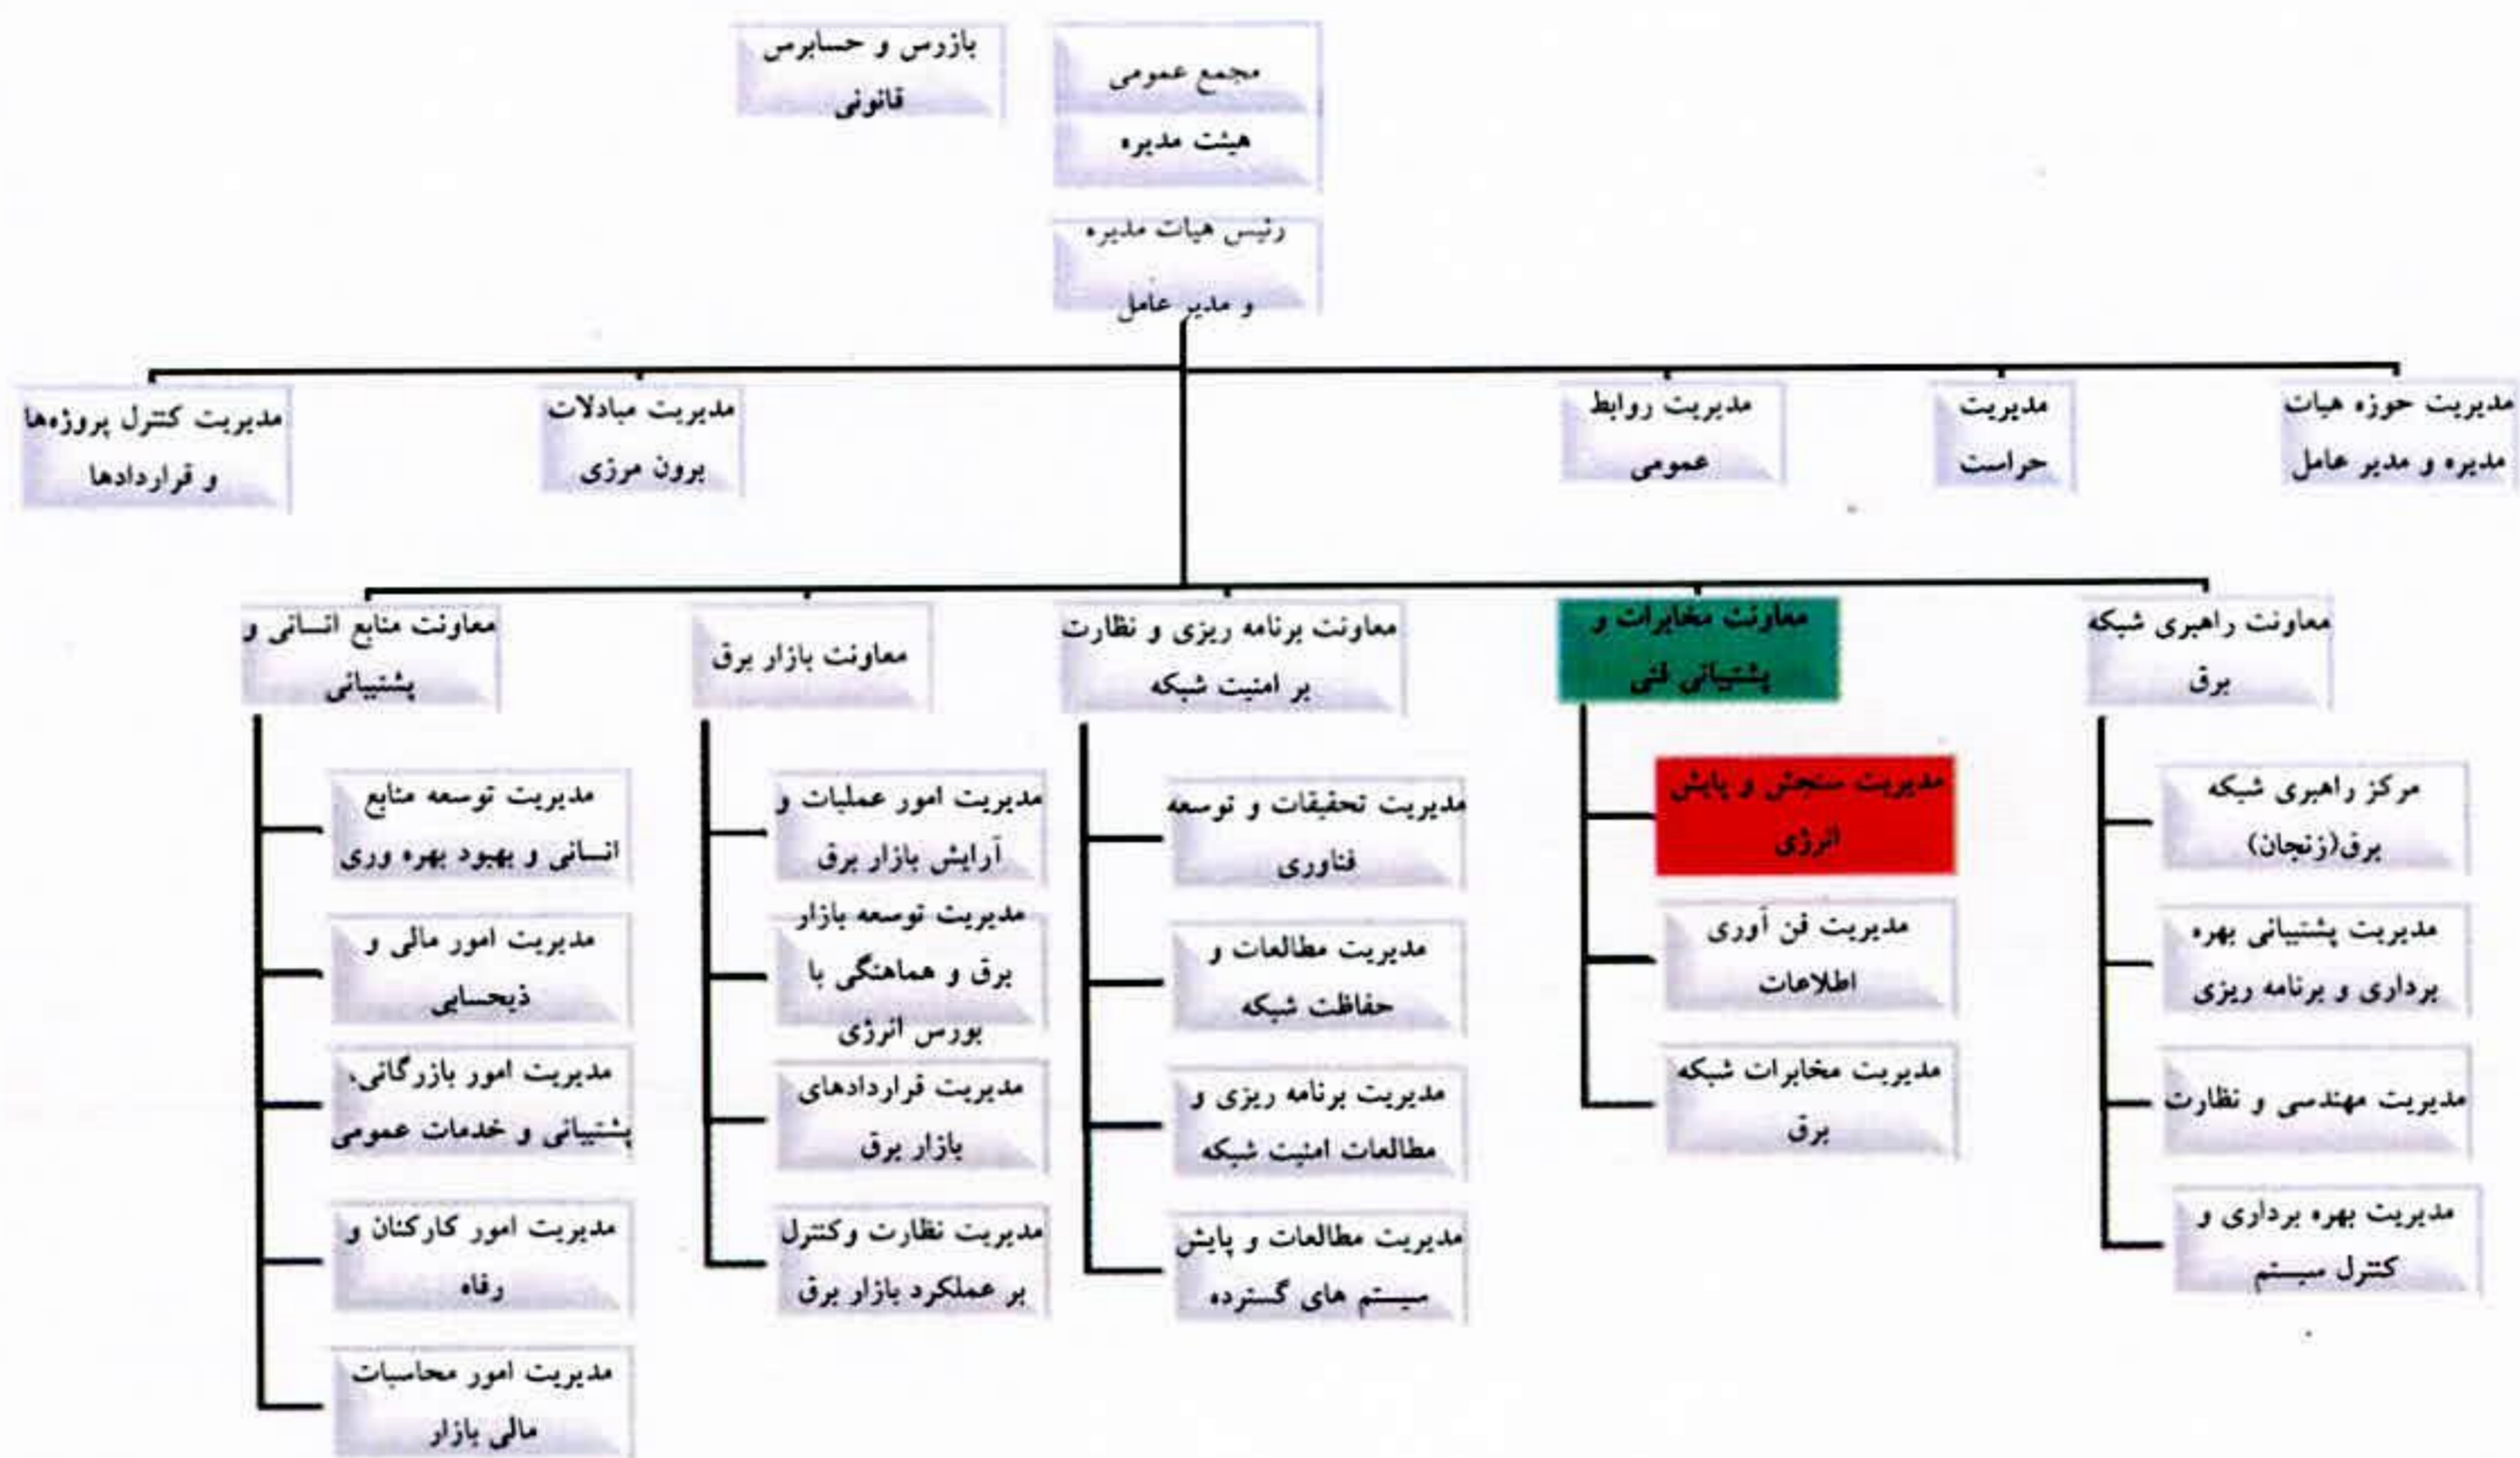 مجمع عمومی
بازرس و حسابرس
قانونی
هیئت مدیره
رئیس هیات مدیره
و مدیر عامل
مدیریت حوزه هیات
مدیره و مدیر عامل
مدیریت
حراست
مدیریت روابط
عمومی
مدیریت مبادلات
برون مرزی
مدیریت کنترل پروژه‌ها
و قراردادها
معاونت راهبری شبکه
برق
مرکز راهبری شبکه
برق(زنجان)
مدیریت پشتیبانی بهره
برداری و برنامه ریزی
مدیریت مهندسی و نظارت
مدیریت بهره برداری و
کنترل سیستم
معاونت مخابرات و
پشتیبانی فنی
مدیریت سنجش و پایش
انرژی
مدیریت فن آوری
اطلاعات
مدیریت مخابرات شبکه
برق
معاونت برنامه ریزی و نظارت
بر امنیت شبکه
مدیریت تحقیقات و توسعه
فناوری
مدیریت مطالعات و
حفاظت شبکه
مدیریت برنامه ریزی و
مطالعات امنیت شبکه
مدیریت مطالعات و پایش
سیستم های گسترده
معاونت بازار برق
مدیریت امور عملیات و
آرایش بازار برق
مدیریت توسعه بازار
برق و هماهنگی با
بورس انرژی
مدیریت قراردادهای
بازار برق
مدیریت نظارت وکنترل
بر عملکرد بازار برق
معاونت منابع انسانی و
پشتیبانی
مدیریت توسعه منابع
انسانی و بهبود بهره وری
مدیریت امور مالی و
ذیحسابی
مدیریت امور بازرگانی،
پشتیبانی و خدمات عمومی
مدیریت امور کارکنان و
رفاه
مدیریت امور محاسبات
مالی بازار